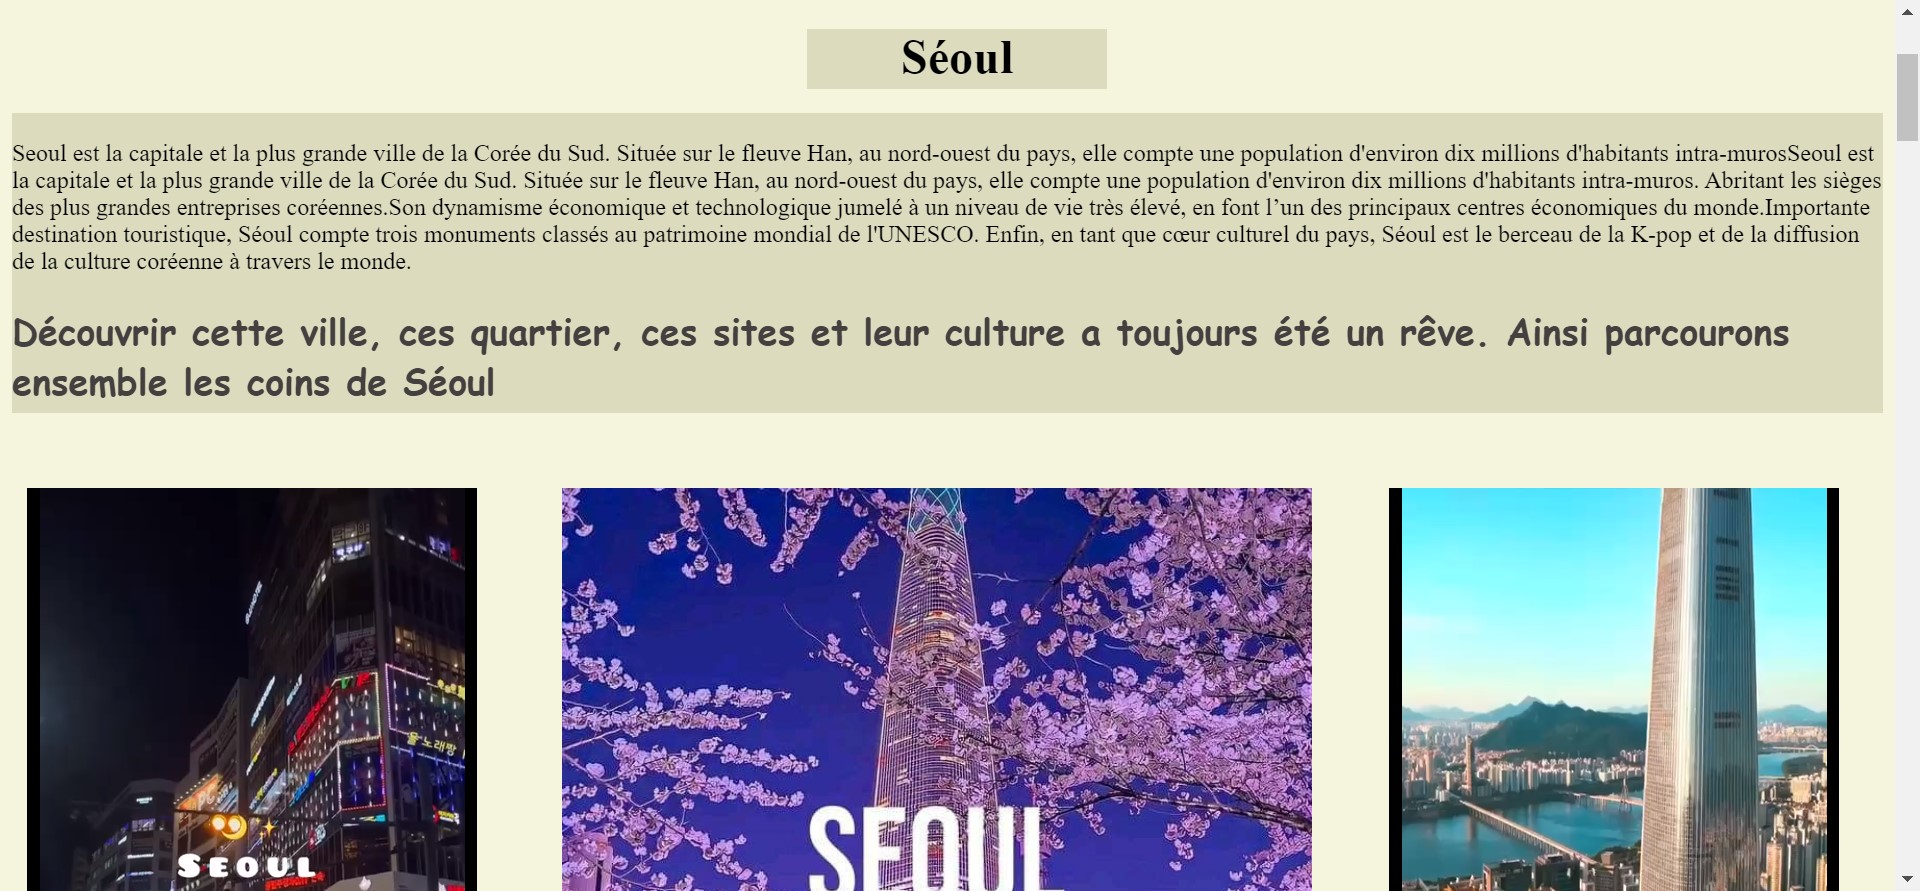 Séoul
Seoul est la capitale et la plus grande ville de la Corée du Sud. Située sur le fleuve Han, au nord-ouest du pays, elle compte une population d'environ dix millions d'habitants intra-murosSeoul est
la capitale et la plus grande ville de la Corée du Sud. Située sur le fleuve Han, au nord-ouest du pays, elle compte une population d'environ dix millions d'habitants intra-muros. Abritant les sièges
des plus grandes entreprises coréennes.Son dynamisme économique et technologique jumelé à un niveau de vie très élevé, en font l’un des principaux centres économiques du monde.Importante
destination touristique, Séoul compte trois monuments classés au patrimoine mondial de l'UNESCO. Enfin, en tant que cœur culturel du pays, Séoul est le berceau de la K-pop et de la diffusion
de la culture coréenne à travers le monde.
Découvrir cette ville, ces quartier, ces sites et leur culture a toujours été un rêve. Ainsi parcourons
ensemble les coins de Séoul
노래짱
PC
SEOUL
SEOUL